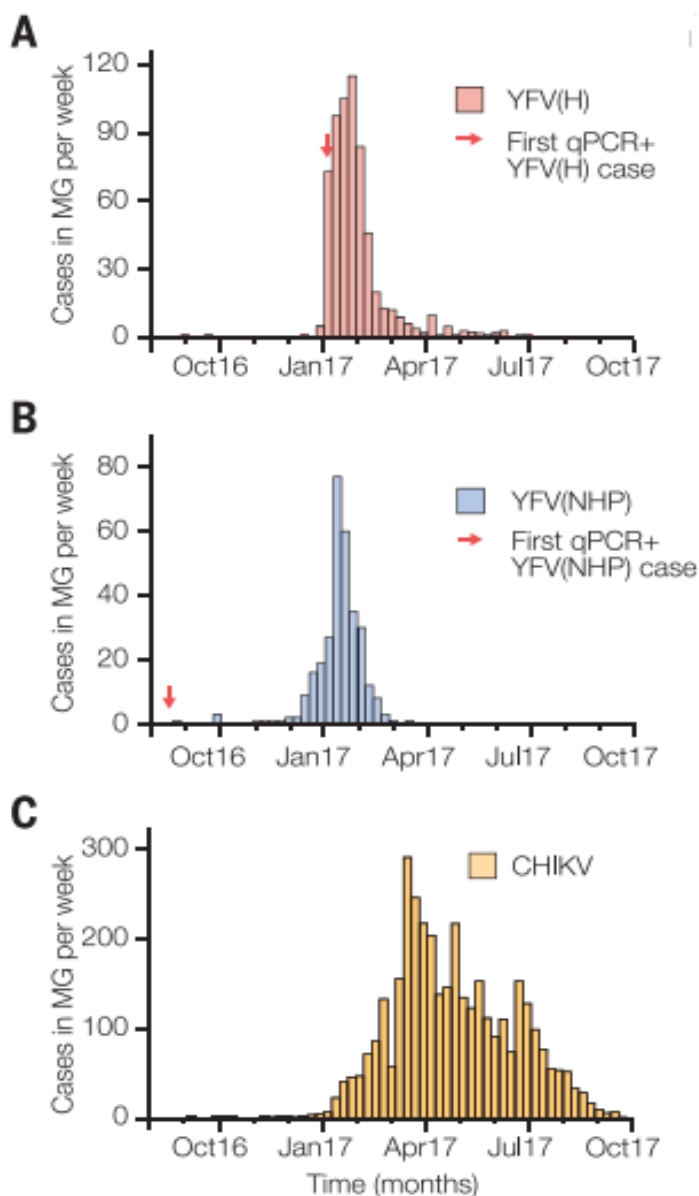 A
Cases in MG per week
120
90
60
30
0
YFV(H)
First qPCR+
YFV(H) case
Oct16 Jan17 Apr17 Jul17 Oct17
B
Cases in MG per week
80
60
40
20
0
YFV(NHP)
First qPCR+
YFV(NHP) case
Oct16 Jan17 Apr17 Jul17 Oct17
C
Cases in MG per week
300
200
100
0
CHIKV
Oct16 Jan17 Apr17 Jul17 Oct17
Time (months)